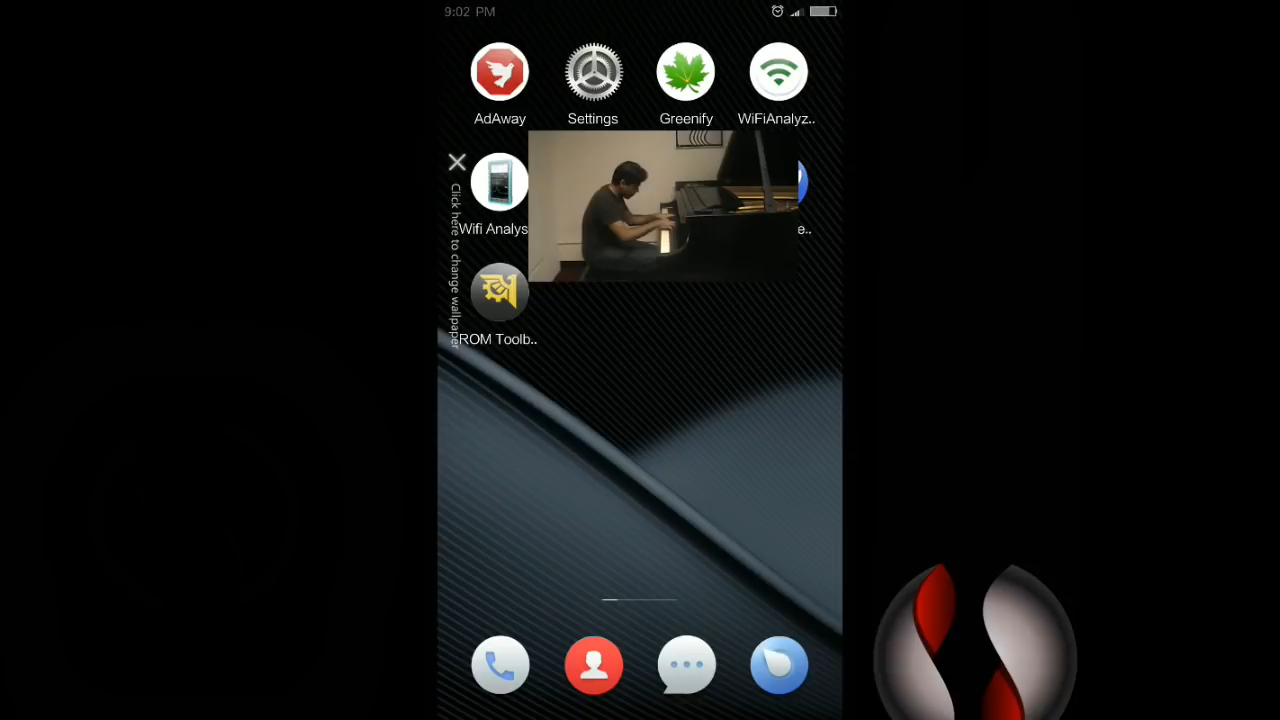 9:02 PM
AdAway
Settings
Greenify
WiFiAnalyz..
Click here to change wallpaper
Wifi Analys
e..
ROM Toolb..